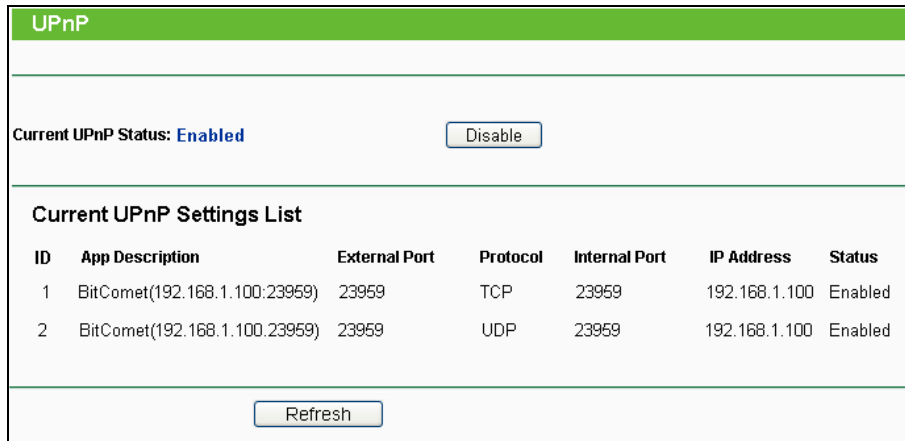 UPnP
Current UPnP Status: Enabled Disable
Current UPnP Settings List
ID App Description External Port Protocol Internal Port IP Address Status
1 BitComet(192.168.1.100:23959) 23959 TCP 23959 192.168.1.100 Enabled
2 BitComet(192.168.1.100.23959) 23959 UDP 23959 192.168.1.100 Enabled
Refresh